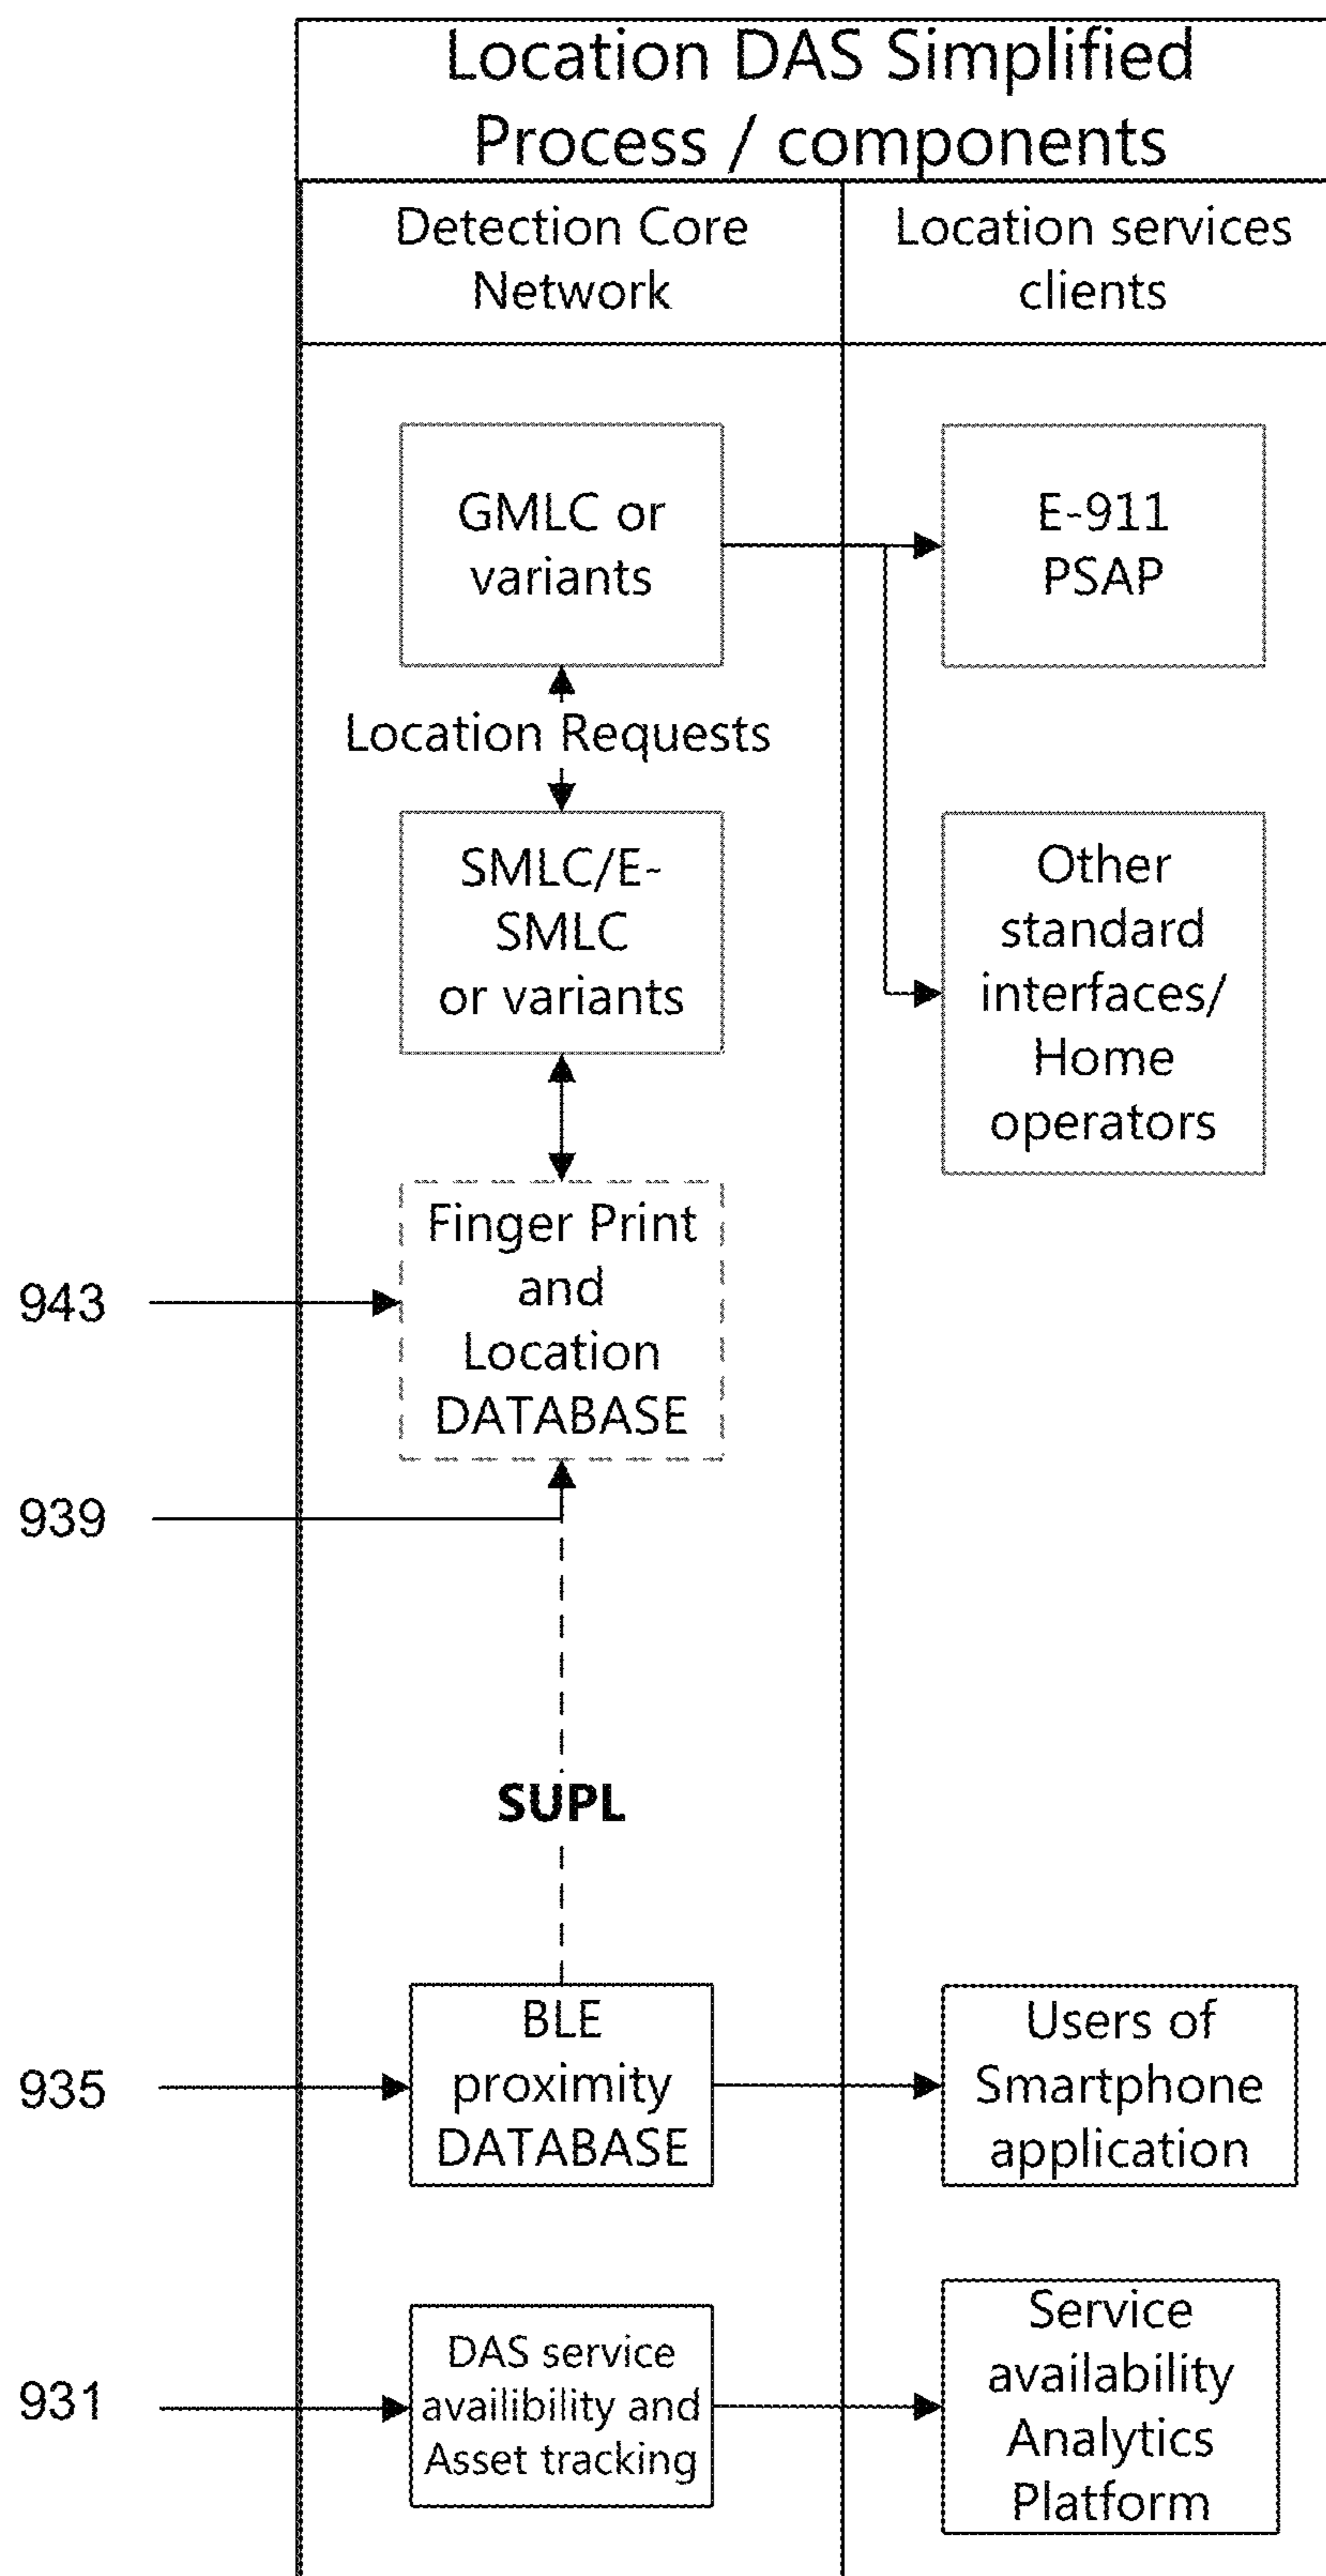 Location DAS Simplified
Process / components
Detection Core
Network
Location services
clients
GMLC or
variants
E-911
PSAP
Location Requests
SMLC/E-
SMLC
or variants
Other
standard
interfaces/
Home
operators
943
Finger Print
and
Location
DATABASE
939
SUPL
935
BLE
proximity
DATABASE
Users of
Smartphone
application
931
DAS service
availibility and
Asset tracking
Service
availability
Analytics
Platform